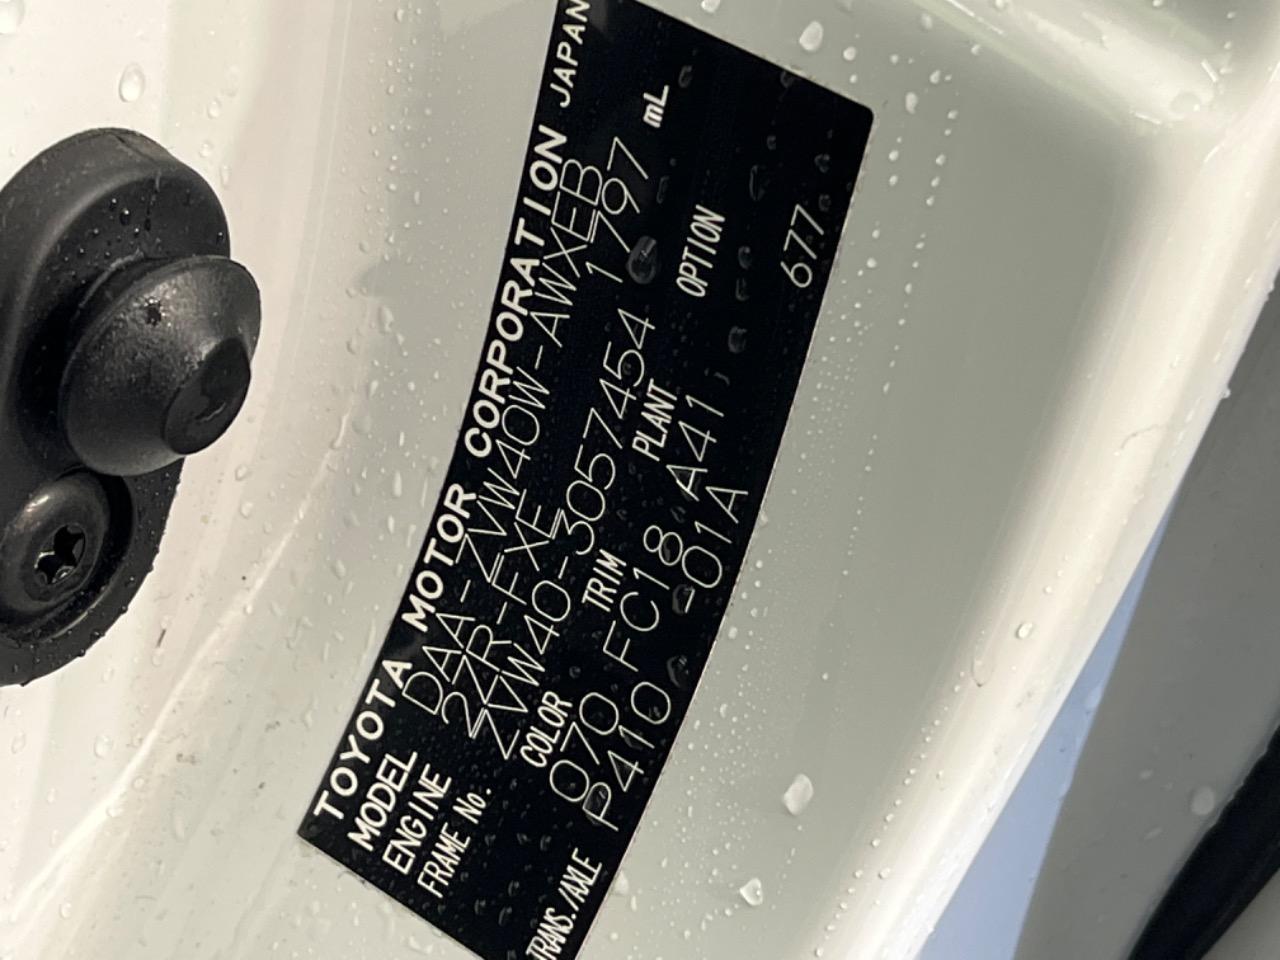 TOYOTA MOTOR CORPORATION JAPAN
MODEL DAA-ZVW40W-AWXEB
ENGINE 2ZR-FXE 1797 mL
FRAME No. ZVW40-3057454
COLOR TRIM PLANT OPTION
070 FC18 A41 677
TRANS./AXLE P410 -01A